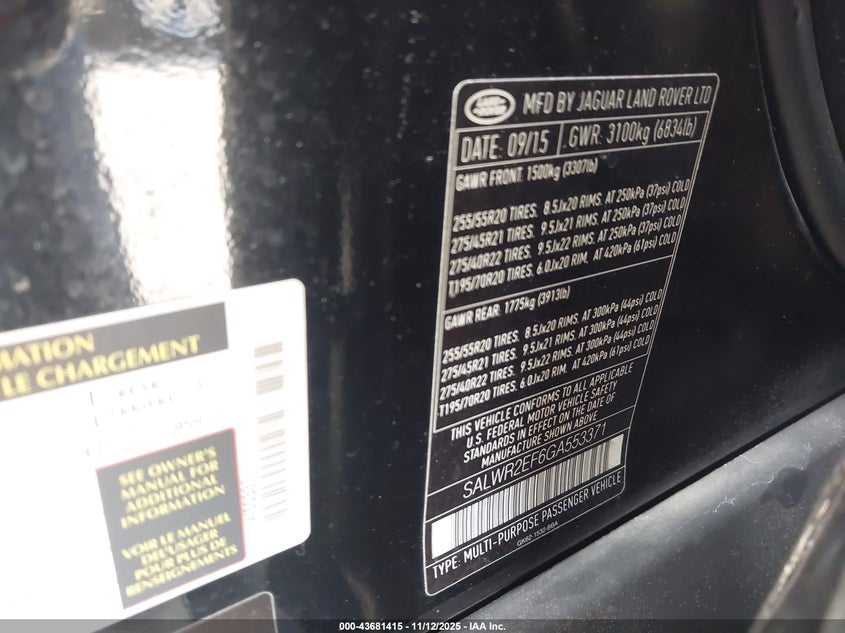 LAND ROVER
MFD BY JAGUAR LAND ROVER LTD
DATE: 09/15
GWR: 3100kg (6834lb)
GAWR FRONT: 1500kg (3307lb)
255/55R20 TIRES. 8.5Jx20 RIMS. AT 250kPa (37psi) COLD
275/45R21 TIRES. 9.5Jx21 RIMS. AT 250kPa (37psi) COLD
275/40R22 TIRES. 9.5Jx22 RIMS. AT 250kPa (37psi) COLD
T195/70R20 TIRES. 6.0Jx20 RIM. AT 420kPa (61psi) COLD
GAWR REAR: 1775kg (3913lb)
255/55R20 TIRES. 8.5Jx20 RIMS. AT 300kPa (44psi) COLD
275/45R21 TIRES. 9.5Jx21 RIMS. AT 300kPa (44psi) COLD
275/40R22 TIRES. 9.5Jx22 RIMS. AT 300kPa (44psi) COLD
T195/70R20 TIRES. 6.0Jx20 RIM. AT 420kPa (61psi) COLD
THIS VEHICLE CONFORMS TO ALL APPLICABLE
U.S. FEDERAL MOTOR VEHICLE SAFETY
STANDARDS IN EFFECT ON THE DATE OF
MANUFACTURE SHOWN ABOVE.
SALWR2EF6GA553371
TYPE: MULTI-PURPOSE PASSENGER VEHICLE
GK62-1532-BBA
RMATION
LE CHARGEMENT
REAR
ARRIÈRE
SEE OWNER'S
MANUAL FOR
ADDITIONAL
INFORMATION
VOIR LE MANUEL
DE L'USAGER
POUR PLUS DE
RENSEIGNEMENTS
000-43681415 - 11/12/2025 - IAA Inc.